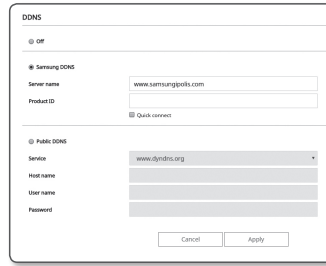 DDNS
Off
Samsung DDNS
Server name www.samsungipolis.com
Product ID
Quick connect
Public DDNS
Service www.dyndns.org
Host name
User name
Password
Cancel Apply